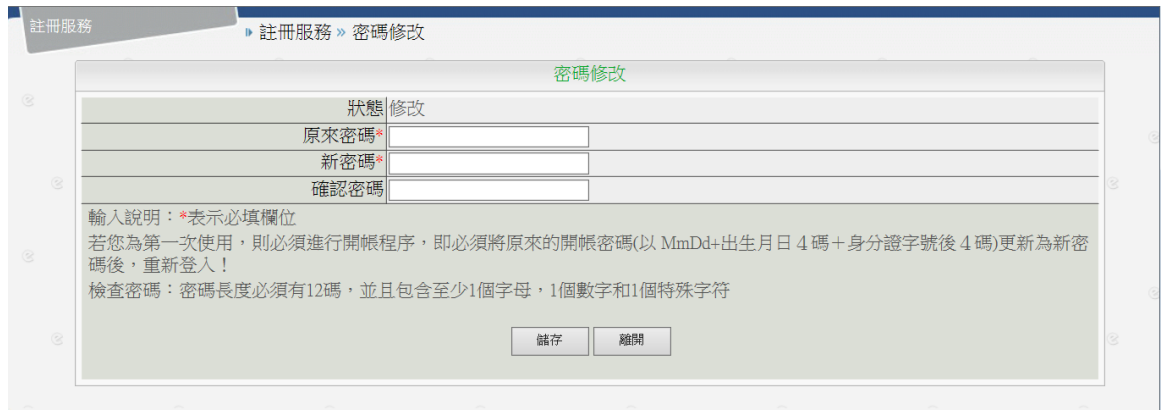 註冊服務
註冊服務 » 密碼修改
密碼修改
狀態 修改
原來密碼*
新密碼*
確認密碼
輸入說明：*表示必填欄位
若您為第一次使用，則必須進行開帳程序，即必須將原來的開帳密碼(以 MmDd+出生月日４碼＋身分證字號後４碼)更新為新密
碼後，重新登入！
檢查密碼：密碼長度必須有12碼，並且包含至少1個字母，1個數字和1個特殊字符
儲存 離開